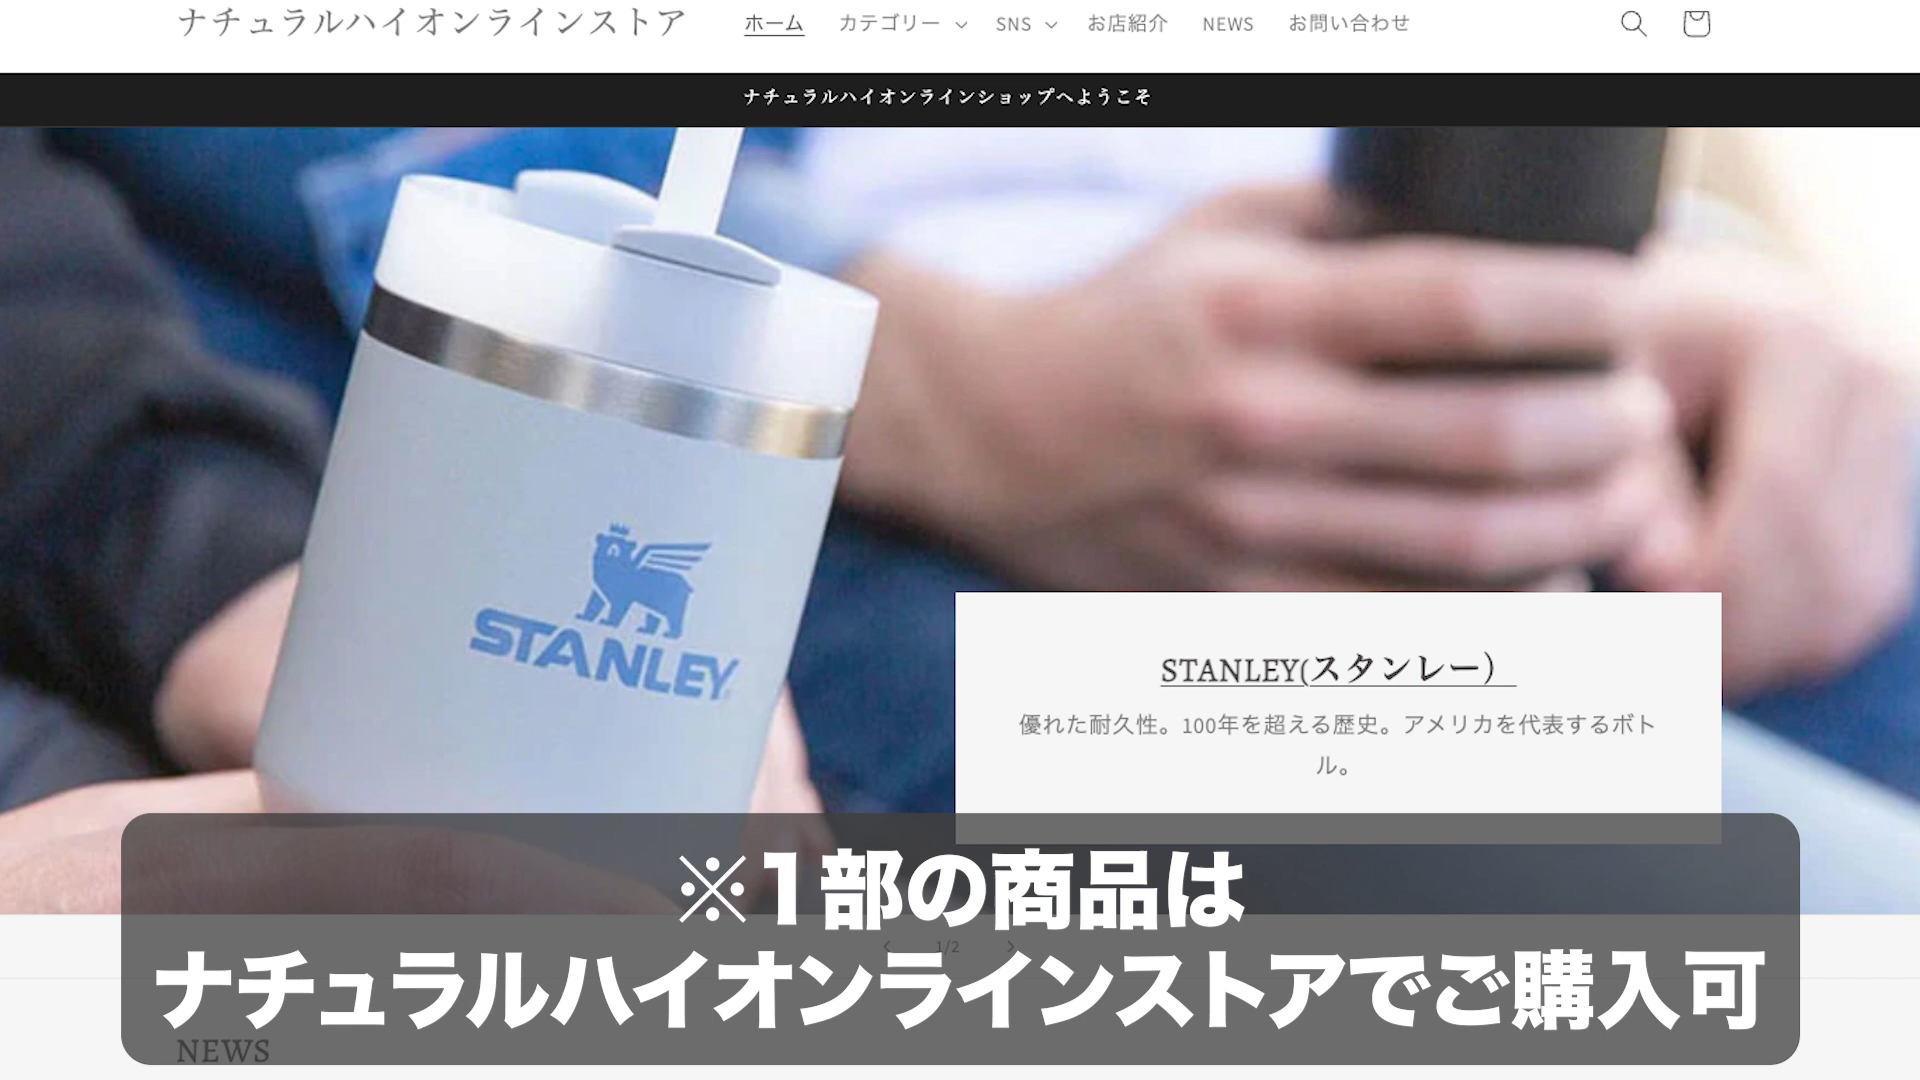 ナチュラルハイオンラインストア
ホーム
カテゴリー
SNS
お店紹介
NEWS
お問い合わせ
ナチュラルハイオンラインショップへようこそ
STANLEY
STANLEY(スタンレー）
優れた耐久性。100年を超える歴史。アメリカを代表するボト
ル。
※1部の商品は
1/2
ナチュラルハイオンラインストアでご購入可
NEWS